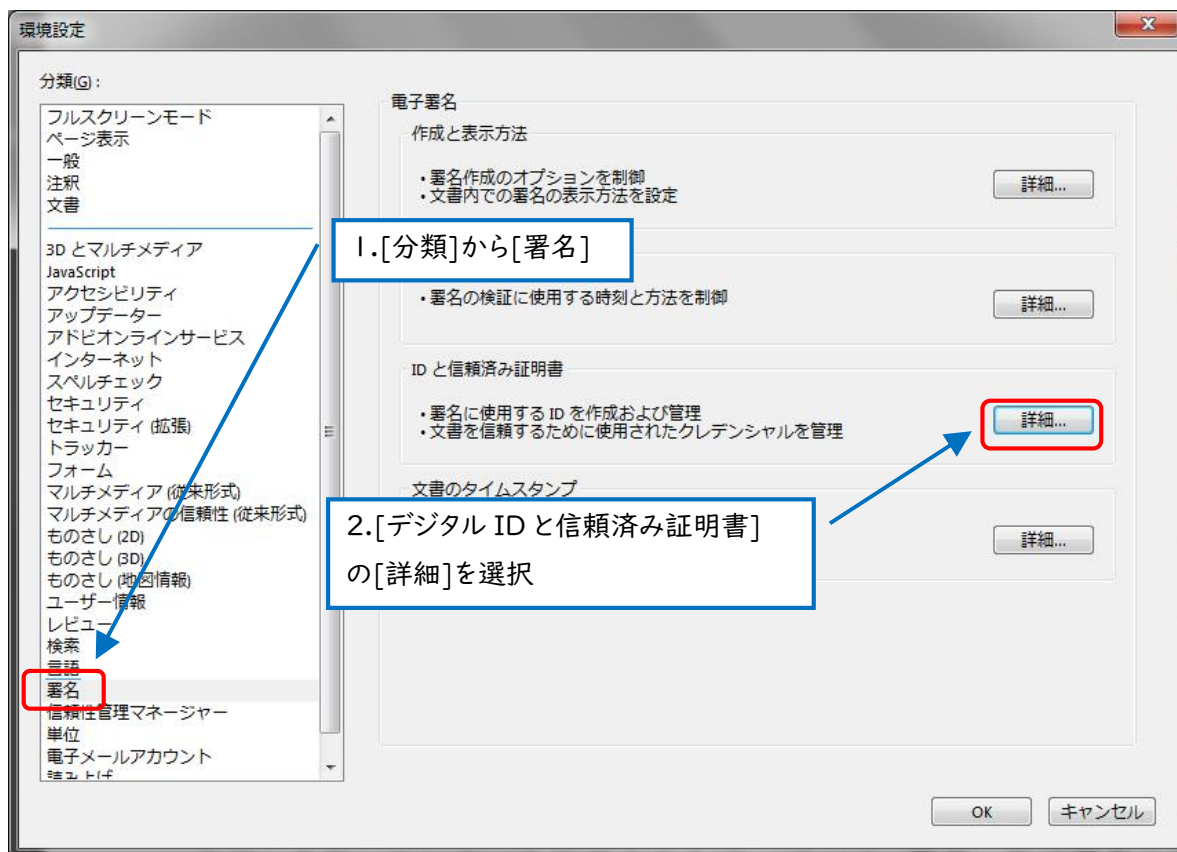 環境設定
分類(G):
フルスクリーンモード
ページ表示
一般
注釈
文書
3D とマルチメディア
JavaScript
アクセシビリティ
アップデーター
アドビオンラインサービス
インターネット
スペルチェック
セキュリティ
セキュリティ (拡張)
トラッカー
フォーム
マルチメディア (従来形式)
マルチメディアの信頼性 (従来形式)
ものさし (2D)
ものさし (3D)
ものさし (地図情報)
ユーザー情報
レビュー
検索
言語
署名
信頼性管理マネージャー
単位
電子メールアカウント
読み上げ
電子署名
作成と表示方法
・署名作成のオプションを制御
・文書内での署名の表示方法を設定
詳細...
1.[分類]から[署名]
・署名の検証に使用する時刻と方法を制御
詳細...
ID と信頼済み証明書
・署名に使用する ID を作成および管理
・文書を信頼するために使用されたクレデンシャルを管理
詳細...
文書のタイムスタンプ
2.[デジタル ID と信頼済み証明書]
の[詳細]を選択
詳細...
OK
キャンセル